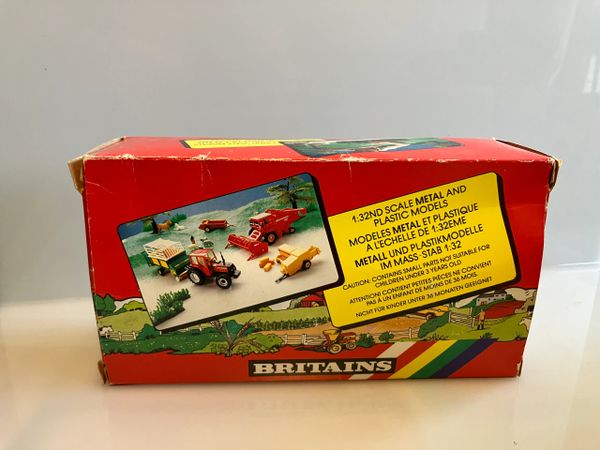 1:32ND SCALE METAL AND
PLASTIC MODELS
MODELES METAL ET PLASTIQUE
A L'ECHELLE DE 1:32EME
METALL UND PLASTIKMODELLE
IM MASS-STAB 1:32
CAUTION: CONTAINS SMALL PARTS NOT SUITABLE FOR
CHILDREN UNDER 3 YEARS OLD
ATTENTION! CONTIENT PETITES PIÈCES NE CONVIENT
PAS À UN ENFANT DE MOINS DE 36 MOIS.
NICHT FÜR KINDER UNTER 36 MONATEN GEEIGNET
BRITAINS